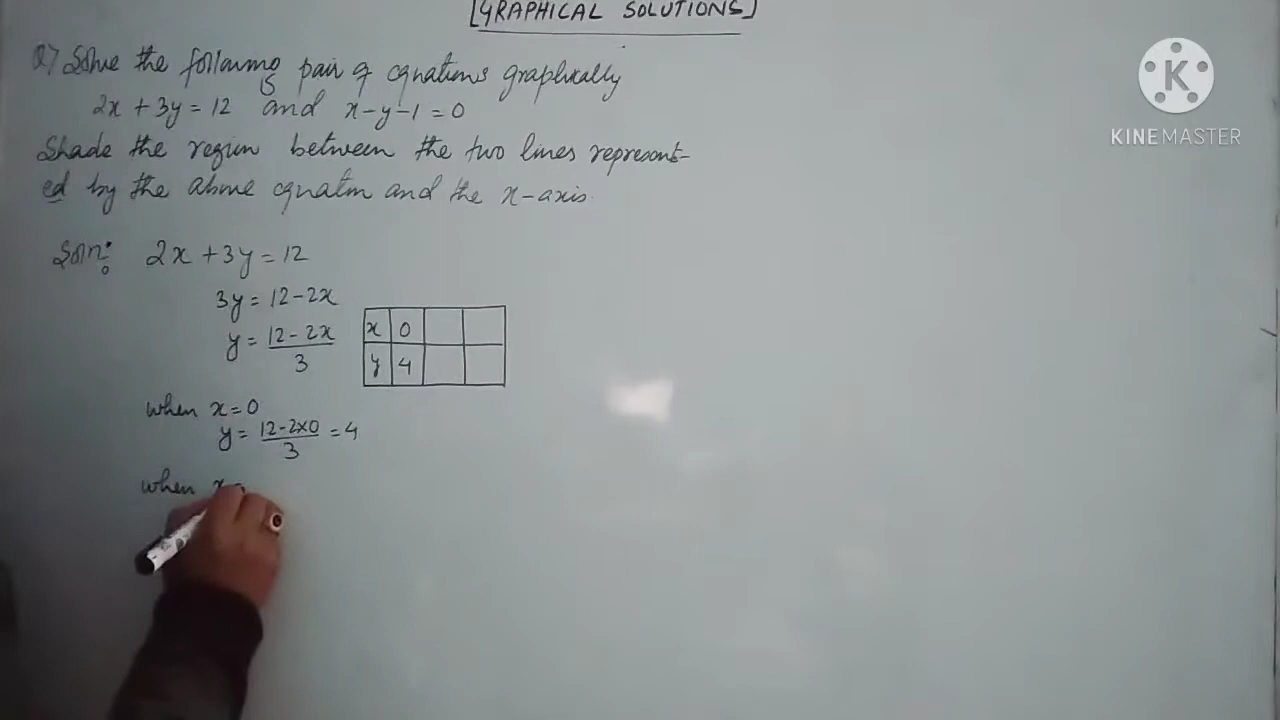 [GRAPHICAL SOLUTIONS]
Q) Solve the following pair of equations graphically
2x + 3y = 12 and x - y - 1 = 0
Shade the region between the two lines represent-
ed by the above equation and the x-axis.
Soln: 2x + 3y = 12
3y = 12 - 2x
y = (12 - 2x)/3
x 0
y 4
when x = 0
y = (12 - 2x0)/3 = 4
when x =
K
KINEMASTER